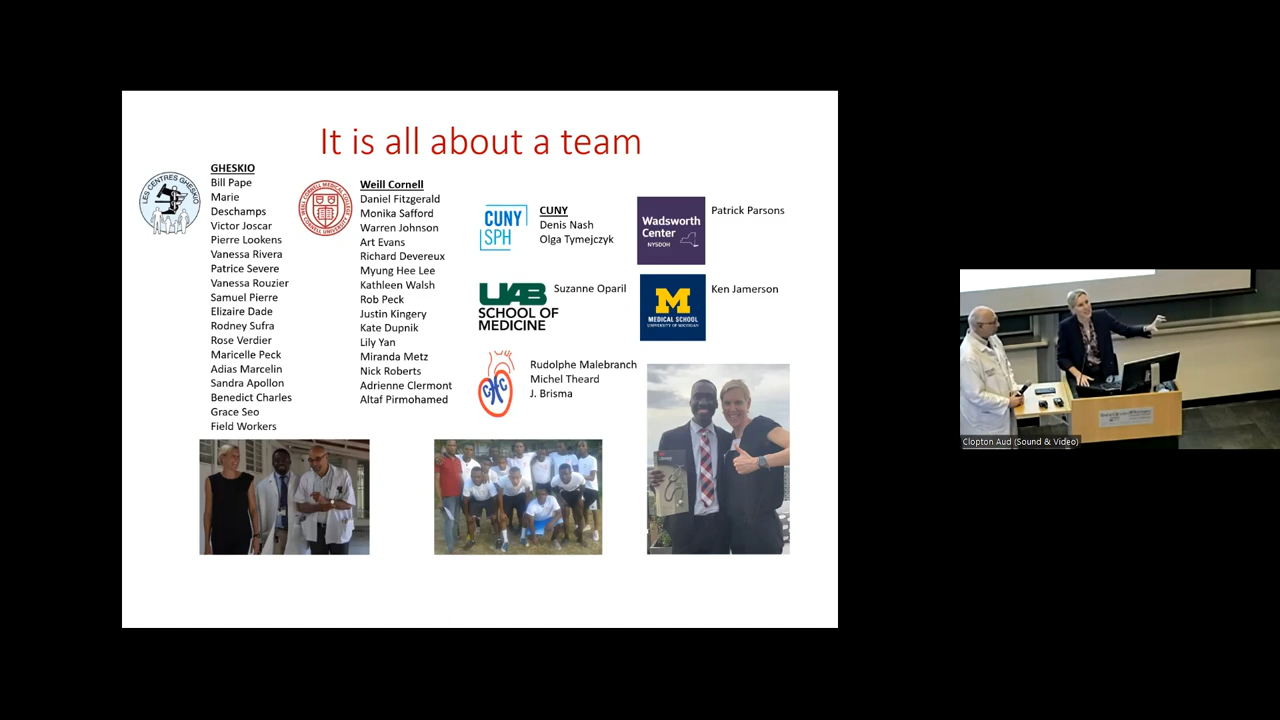 It is all about a team
LES CENTRES GHESKIO
GHESKIO
Bill Pape
Marie
Deschamps
Victor Joscar
Pierre Lookens
Vanessa Rivera
Patrice Severe
Vanessa Rouzier
Samuel Pierre
Elizaire Dade
Rodney Sufra
Rose Verdier
Maricelle Peck
Adias Marcelin
Sandra Apollon
Benedict Charles
Grace Seo
Field Workers
Weill Cornell
Daniel Fitzgerald
Monika Safford
Warren Johnson
Art Evans
Richard Devereux
Myung Hee Lee
Kathleen Walsh
Rob Peck
Justin Kingery
Kate Dupnik
Lily Yan
Miranda Metz
Nick Roberts
Adrienne Clermont
Altaf Pirmohamed
CUNY
SPH
CUNY
Denis Nash
Olga Tymejczyk
Wadsworth
Center
NYSDOH
Patrick Parsons
UAB
SCHOOL OF
MEDICINE
Suzanne Oparil
M
MEDICAL SCHOOL
UNIVERSITY OF MICHIGAN
Ken Jamerson
Rudolphe Malebranch
Michel Theard
J. Brisma
Clopton Aud (Sound & Video)